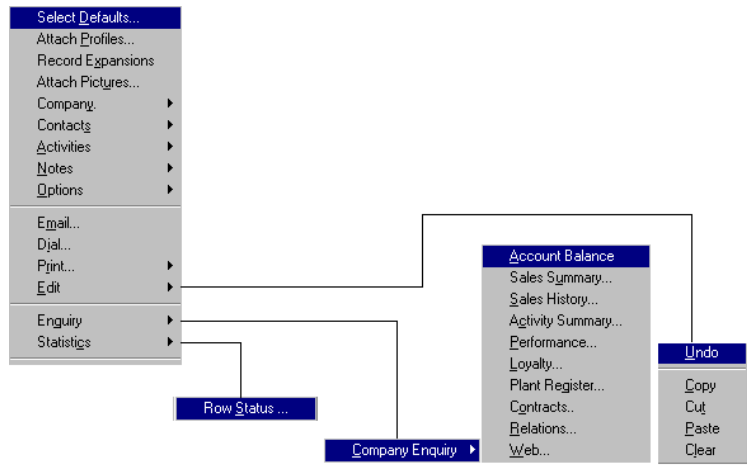 Select Defaults...
Attach Profiles...
Record Expansions
Attach Pictures...
Company.
Contacts
Activities
Notes
Options
Email...
Dial...
Print...
Edit
Enquiry
Statistics
Row Status ...
Company Enquiry
Account Balance
Sales Summary...
Sales History...
Activity Summary...
Performance...
Loyalty...
Plant Register...
Contracts..
Relations...
Web...
Undo
Copy
Cut
Paste
Clear